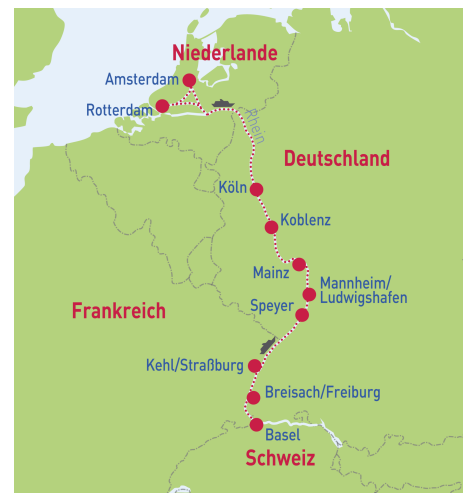 Niederlande
Amsterdam
Rotterdam
Rhein
Deutschland
Köln
Koblenz
Mainz
Mannheim/
Ludwigshafen
Speyer
Frankreich
Kehl/Straßburg
Breisach/Freiburg
Basel
Schweiz